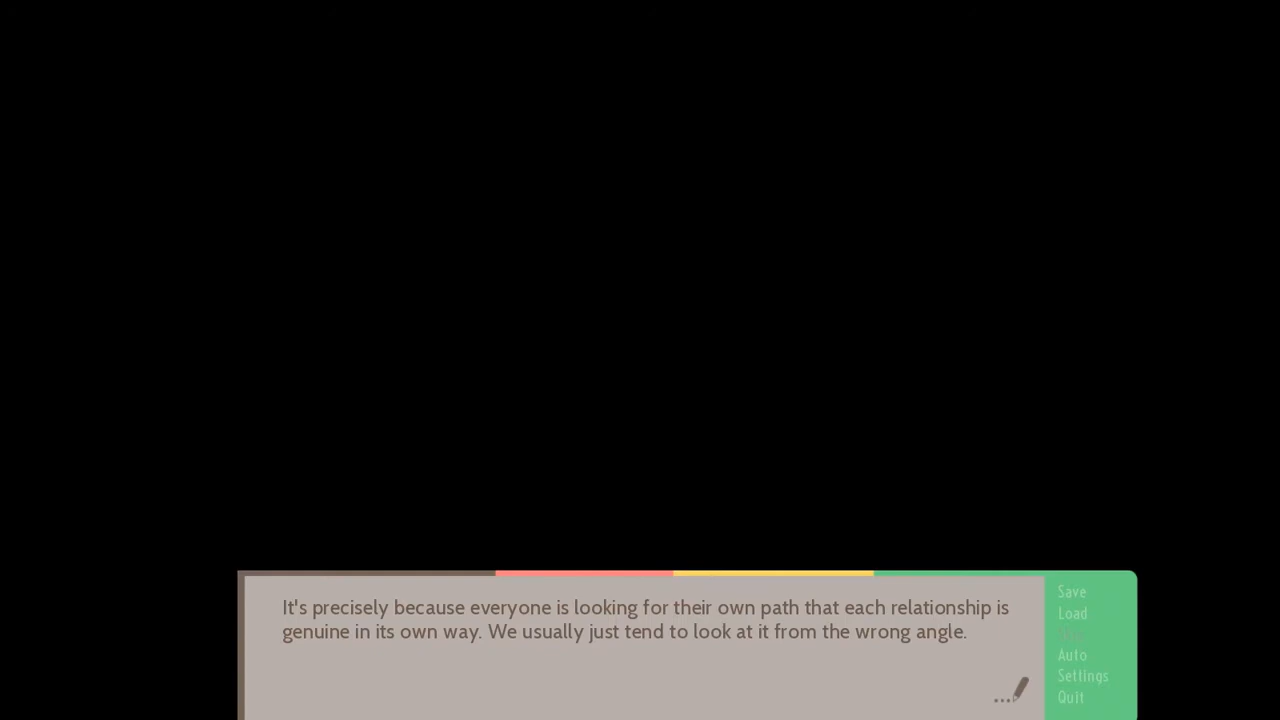 It's precisely because everyone is looking for their own path that each relationship is
genuine in its own way. We usually just tend to look at it from the wrong angle.
Save
Load
Auto
Settings
Quit